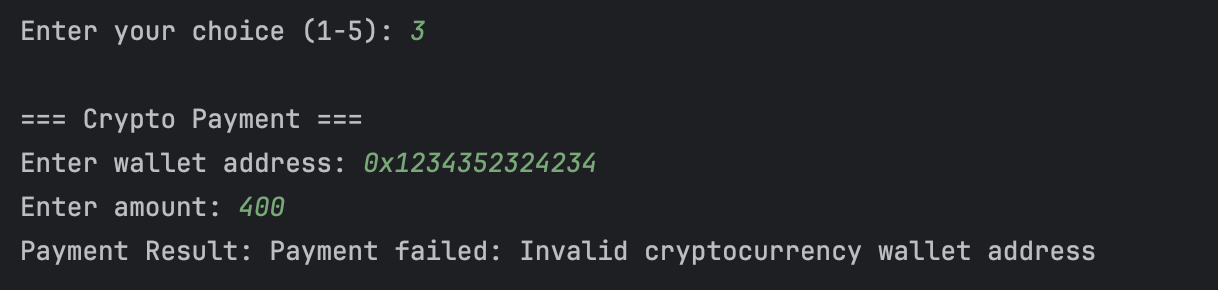 Enter your choice (1-5): 3
=== Crypto Payment ===
Enter wallet address: 0x1234352324234
Enter amount: 400
Payment Result: Payment failed: Invalid cryptocurrency wallet address